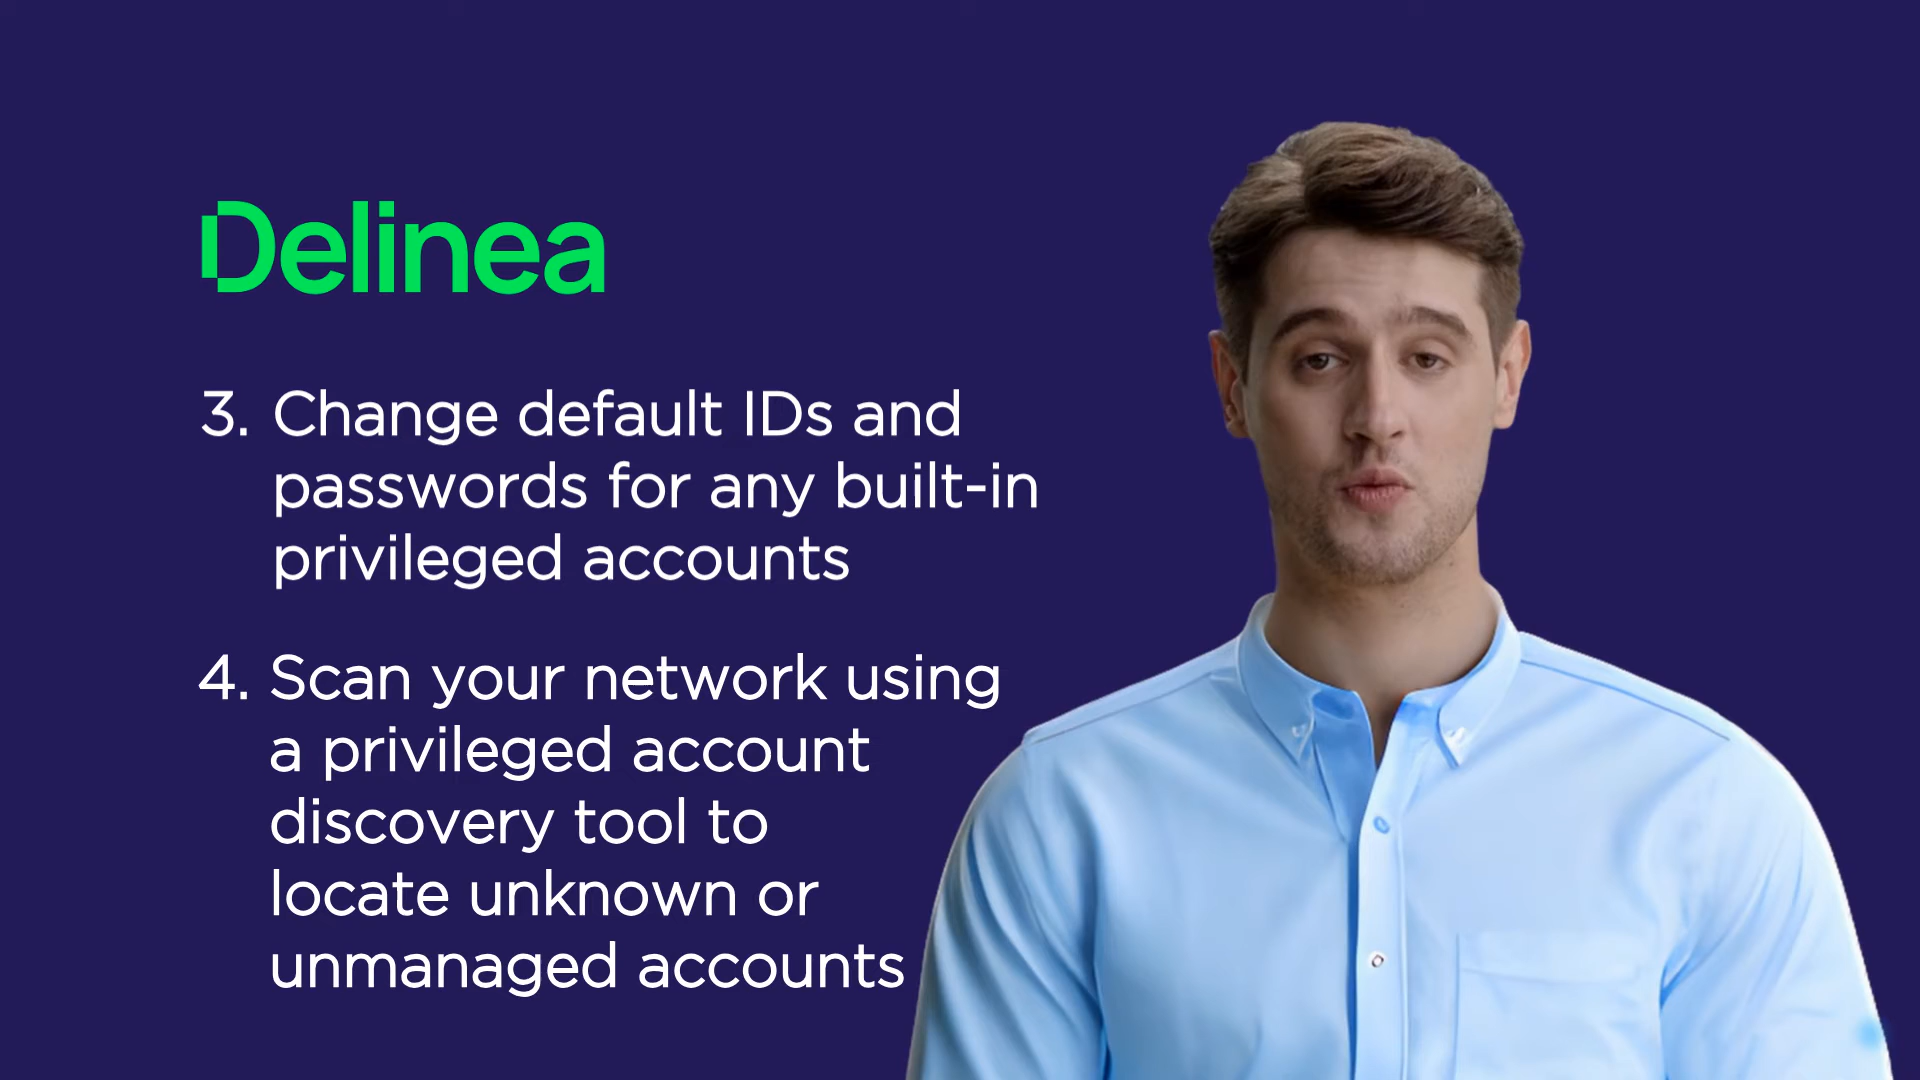 Delinea
3. Change default IDs and
passwords for any built-in
privileged accounts
4. Scan your network using
a privileged account
discovery tool to
locate unknown or
unmanaged accounts